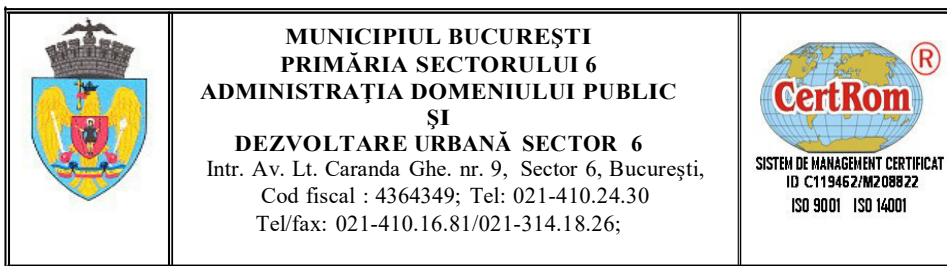 MUNICIPIUL BUCUREŞTI
PRIMĂRIA SECTORULUI 6
ADMINISTRAŢIA DOMENIULUI PUBLIC
ŞI
DEZVOLTARE URBANĂ SECTOR 6
Intr. Av. Lt. Caranda Ghe. nr. 9, Sector 6, Bucureşti,
Cod fiscal : 4364349; Tel: 021-410.24.30
Tel/fax: 021-410.16.81/021-314.18.26;
R
CertRom
SISTEM DE MANAGEMENT CERTIFICAT
ID C119462/M208822
ISO 9001 ISO 14001